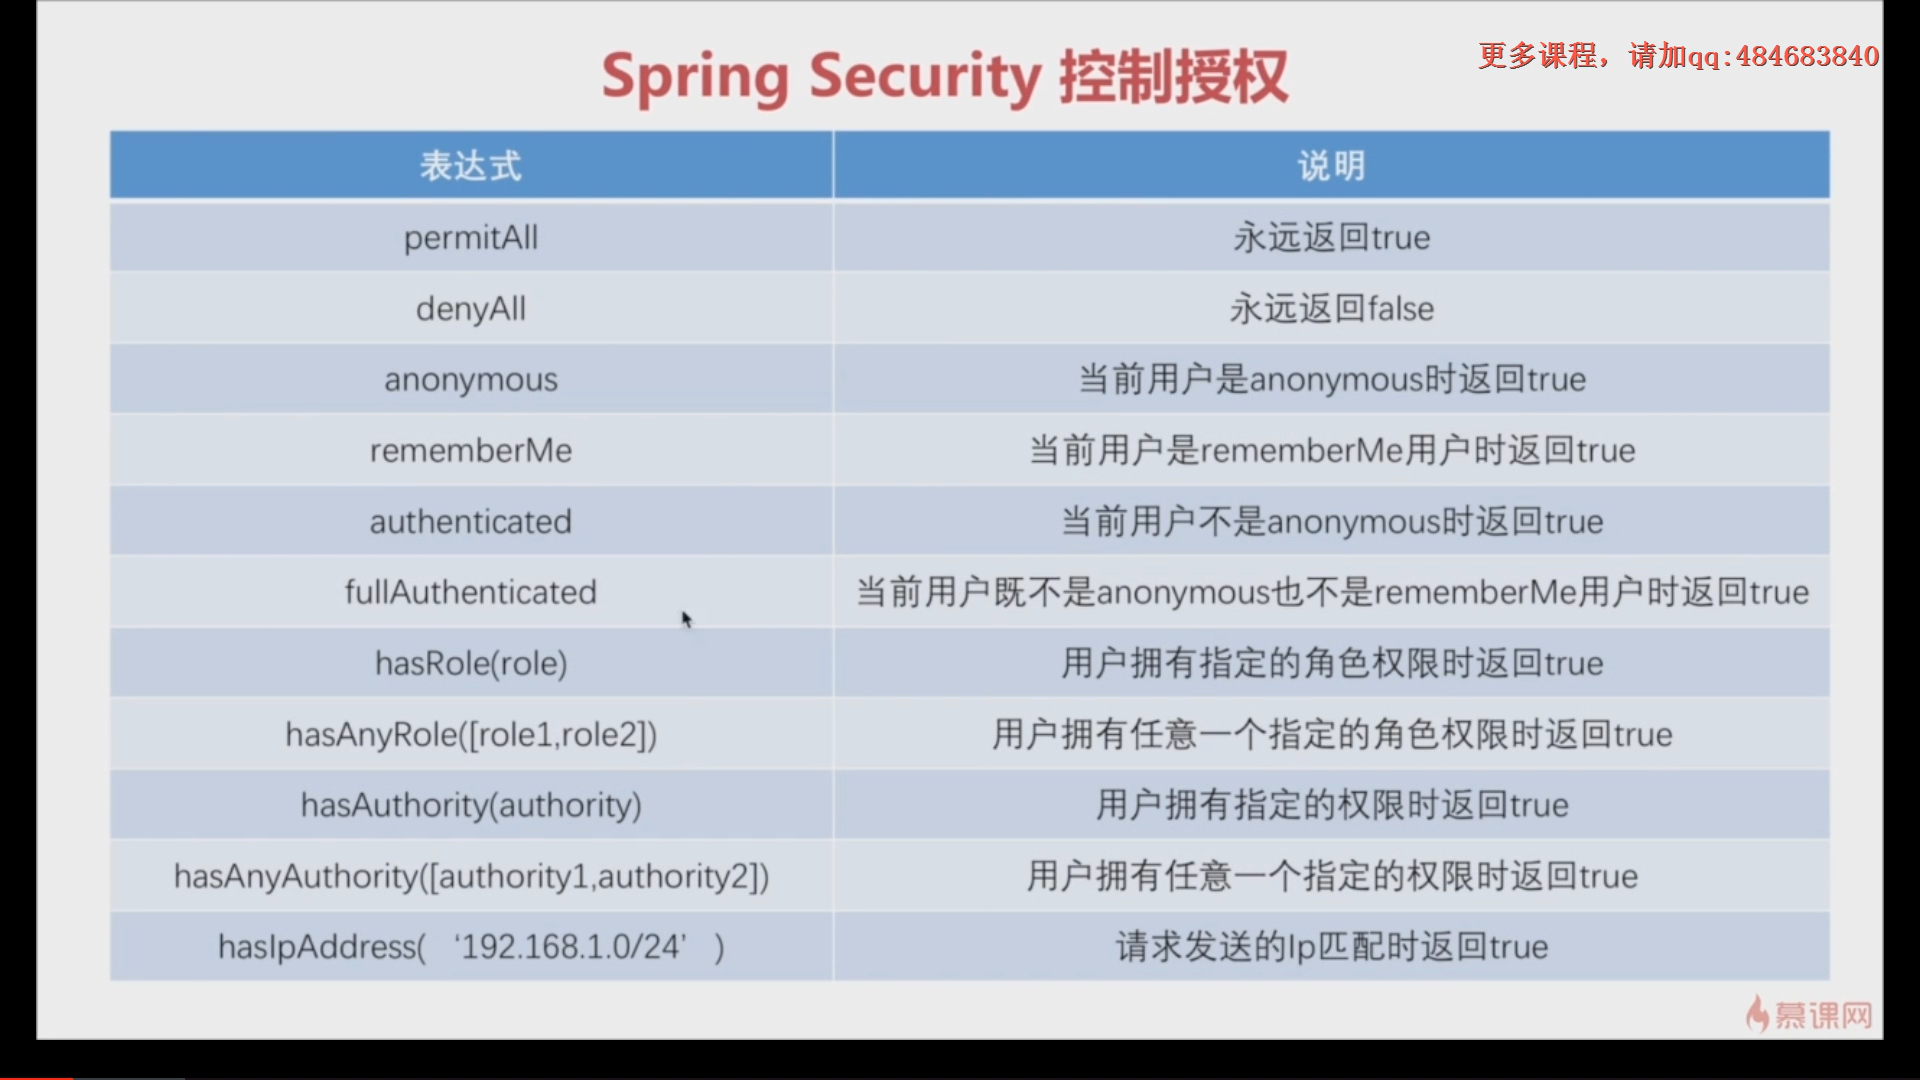 更多课程，请加qq:484683840
Spring Security 控制授权
表达式 说明
permitAll 永远返回true
denyAll 永远返回false
anonymous 当前用户是anonymous时返回true
rememberMe 当前用户是rememberMe用户时返回true
authenticated 当前用户不是anonymous时返回true
fullAuthenticated 当前用户既不是anonymous也不是rememberMe用户时返回true
hasRole(role) 用户拥有指定的角色权限时返回true
hasAnyRole([role1,role2]) 用户拥有任意一个指定的角色权限时返回true
hasAuthority(authority) 用户拥有指定的权限时返回true
hasAnyAuthority([authority1,authority2]) 用户拥有任意一个指定的权限时返回true
hasIpAddress( ‘192.168.1.0/24’ ) 请求发送的Ip匹配时返回true
慕课网